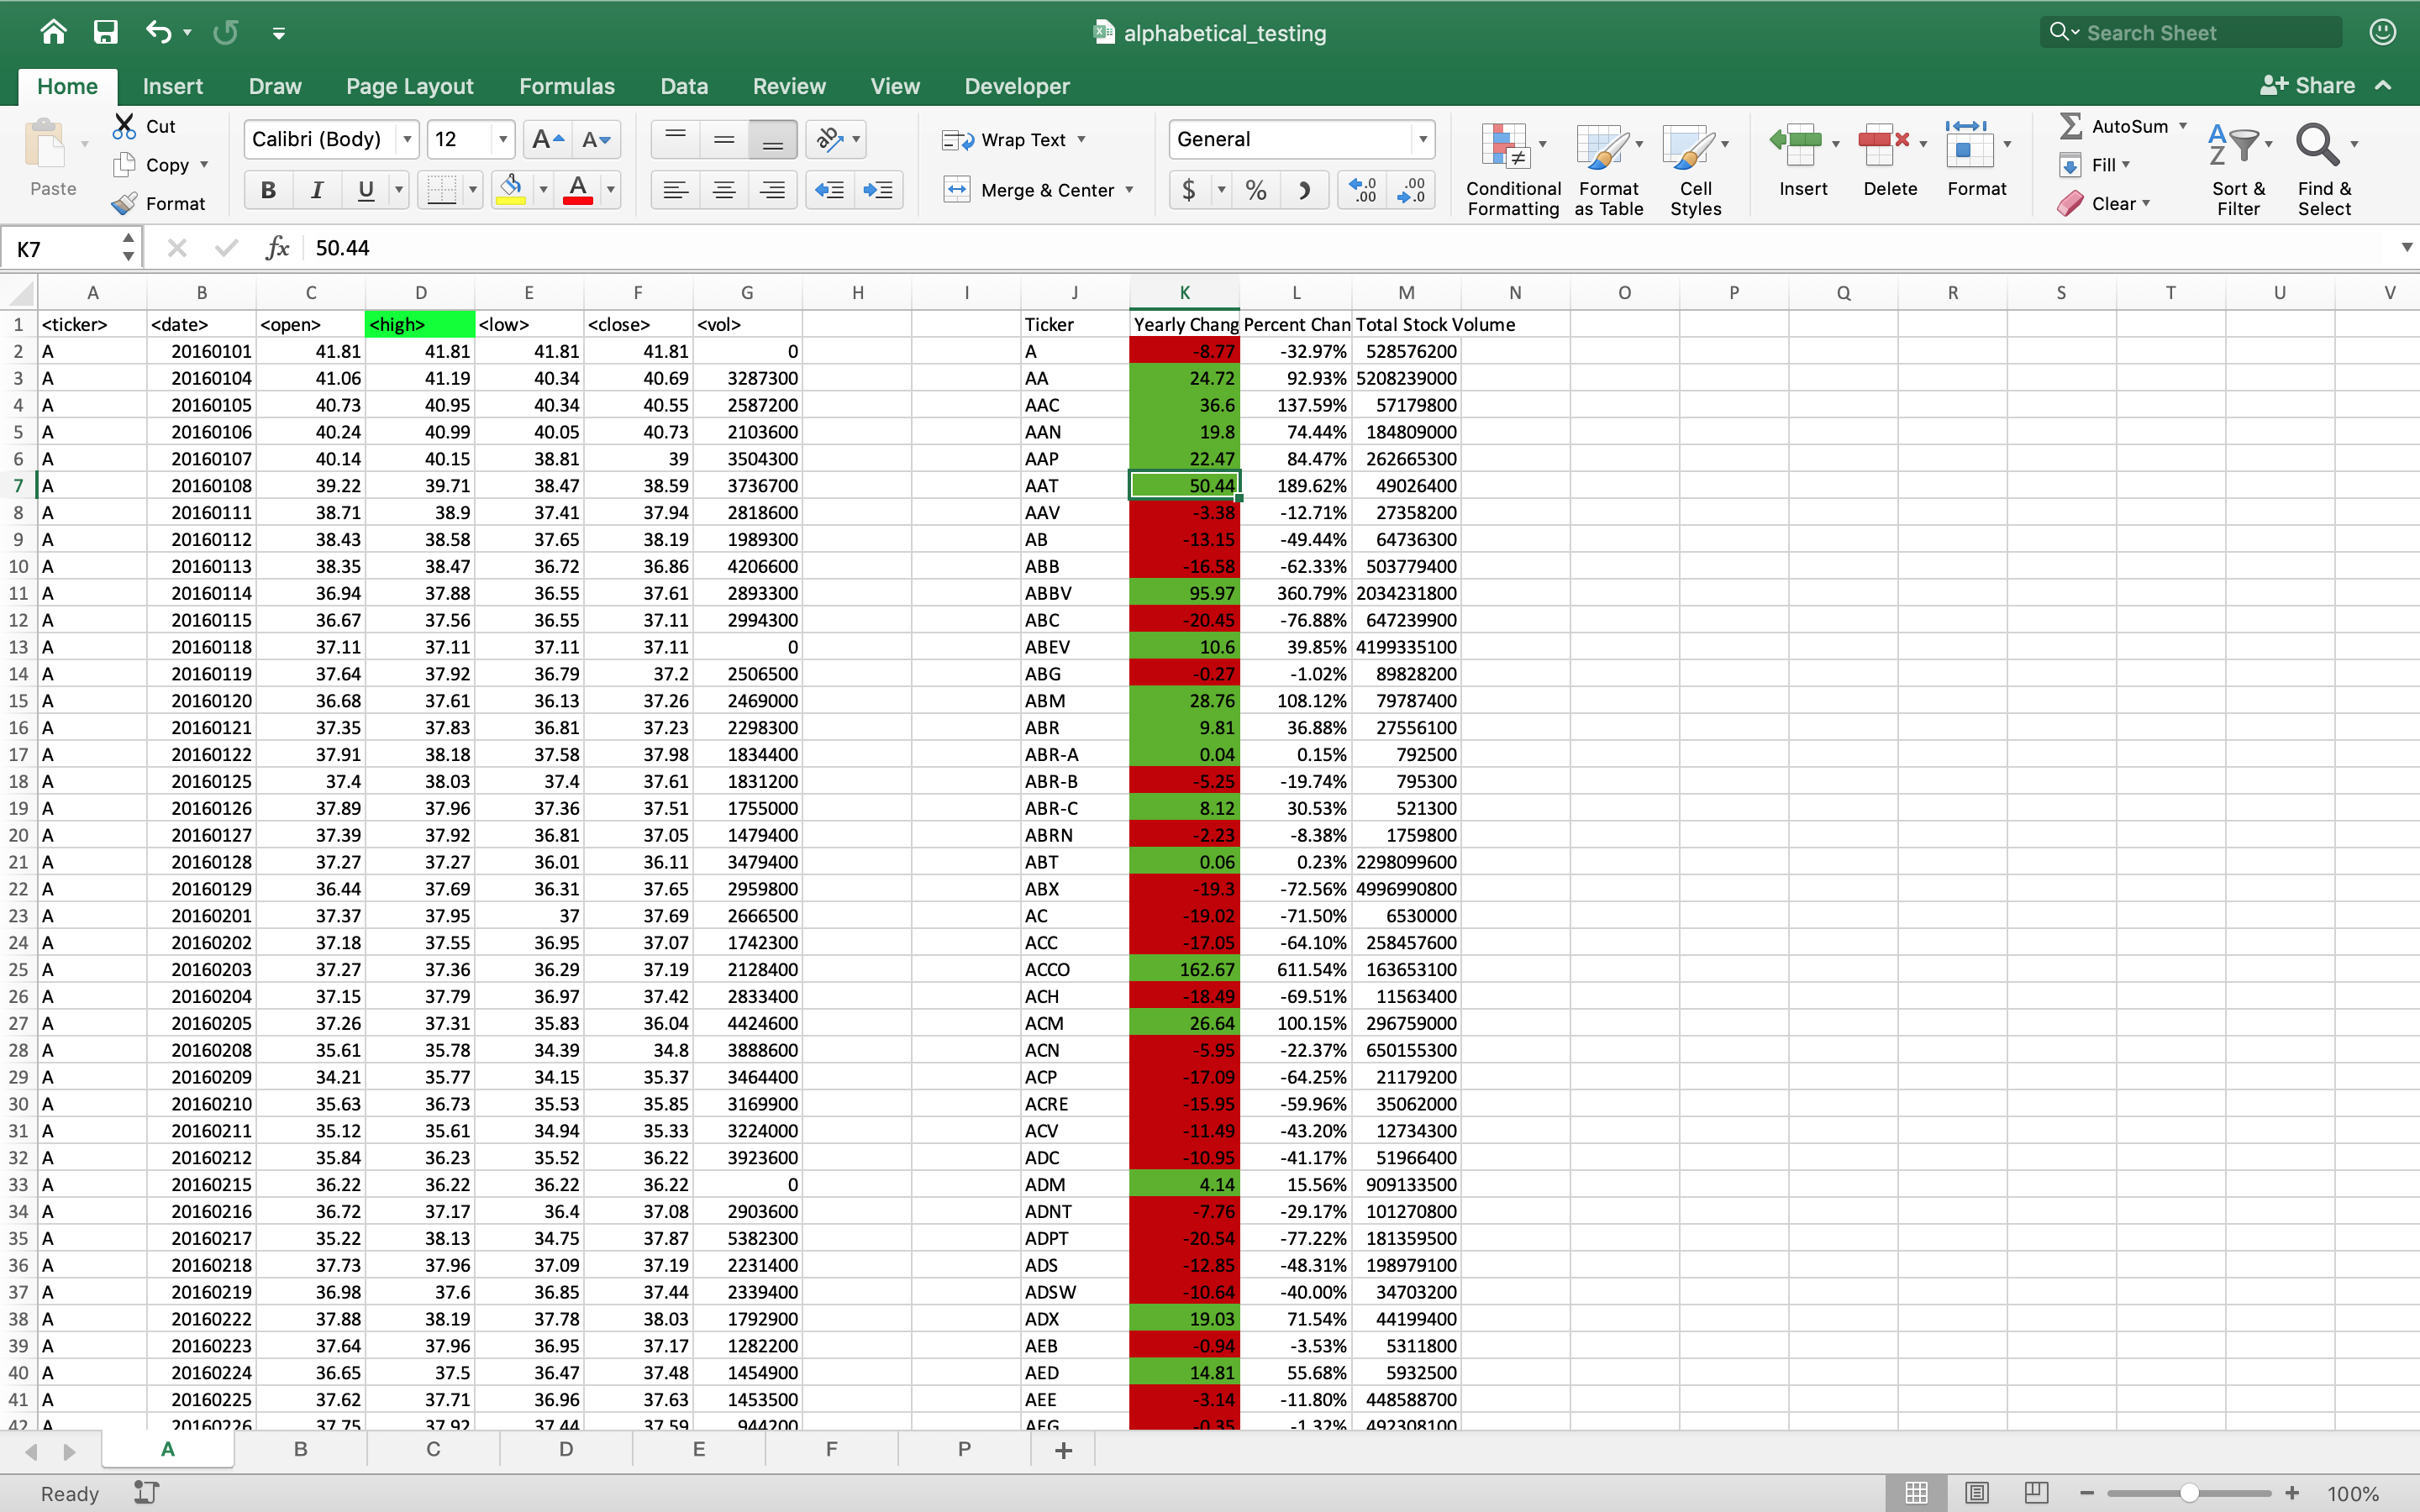 alphabetical_testing
Search Sheet
Home Insert Draw Page Layout Formulas Data Review View Developer Share
Paste Cut Copy Format
Calibri (Body) 12 A A
B I U A
Wrap Text
Merge & Center
General
$ % ) .0 .00 .00 .0
Conditional Formatting
Format as Table
Cell Styles
Insert Delete Format
AutoSum
Fill
Clear
Sort & Filter
Find & Select
K7 fx 50.44
A B C D E F G H I J K L M N O P Q R S T U V
1 <ticker> <date> <open> <high> <low> <close> <vol> Ticker Yearly Chang Percent Chan Total Stock Volume
2 A 20160101 41.81 41.81 41.81 41.81 0 A -8.77 -32.97% 528576200
3 A 20160104 41.06 41.19 40.34 40.69 3287300 AA 24.72 92.93% 5208239000
4 A 20160105 40.73 40.95 40.34 40.55 2587200 AAC 36.6 137.59% 57179800
5 A 20160106 40.24 40.99 40.05 40.73 2103600 AAN 19.8 74.44% 184809000
6 A 20160107 40.14 40.15 38.81 39 3504300 AAP 22.47 84.47% 262665300
7 A 20160108 39.22 39.71 38.47 38.59 3736700 AAT 50.44 189.62% 49026400
8 A 20160111 38.71 38.9 37.41 37.94 2818600 AAV -3.38 -12.71% 27358200
9 A 20160112 38.43 38.58 37.65 38.19 1989300 AB -13.15 -49.44% 64736300
10 A 20160113 38.35 38.47 36.72 36.86 4206600 ABB -16.58 -62.33% 503779400
11 A 20160114 36.94 37.88 36.55 37.61 2893300 ABBV 95.97 360.79% 2034231800
12 A 20160115 36.67 37.56 36.55 37.11 2994300 ABC -20.45 -76.88% 647239900
13 A 20160118 37.11 37.11 37.11 37.11 0 ABEV 10.6 39.85% 4199335100
14 A 20160119 37.64 37.92 36.79 37.2 2506500 ABG -0.27 -1.02% 89828200
15 A 20160120 36.68 37.61 36.13 37.26 2469000 ABM 28.76 108.12% 79787400
16 A 20160121 37.35 37.83 36.81 37.23 2298300 ABR 9.81 36.88% 27556100
17 A 20160122 37.91 38.18 37.58 37.98 1834400 ABR-A 0.04 0.15% 792500
18 A 20160125 37.4 38.03 37.4 37.61 1831200 ABR-B -5.25 -19.74% 795300
19 A 20160126 37.89 37.96 37.36 37.51 1755000 ABR-C 8.12 30.53% 521300
20 A 20160127 37.39 37.92 36.81 37.05 1479400 ABRN -2.23 -8.38% 1759800
21 A 20160128 37.27 37.27 36.01 36.11 3479400 ABT 0.06 0.23% 2298099600
22 A 20160129 36.44 37.69 36.31 37.65 2959800 ABX -19.3 -72.56% 4996990800
23 A 20160201 37.37 37.95 37 37.69 2666500 AC -19.02 -71.50% 6530000
24 A 20160202 37.18 37.55 36.95 37.07 1742300 ACC -17.05 -64.10% 258457600
25 A 20160203 37.27 37.36 36.29 37.19 2128400 ACCO 162.67 611.54% 163653100
26 A 20160204 37.15 37.79 36.97 37.42 2833400 ACH -18.49 -69.51% 11563400
27 A 20160205 37.26 37.31 35.83 36.04 4424600 ACM 26.64 100.15% 296759000
28 A 20160208 35.61 35.78 34.39 34.8 3888600 ACN -5.95 -22.37% 650155300
29 A 20160209 34.21 35.77 34.15 35.37 3464400 ACP -17.09 -64.25% 21179200
30 A 20160210 35.63 36.73 35.53 35.85 3169900 ACRE -15.95 -59.96% 35062000
31 A 20160211 35.12 35.61 34.94 35.33 3224000 ACV -11.49 -43.20% 12734300
32 A 20160212 35.84 36.23 35.52 36.22 3923600 ADC -10.95 -41.17% 51966400
33 A 20160215 36.22 36.22 36.22 36.22 0 ADM 4.14 15.56% 909133500
34 A 20160216 36.72 37.17 36.4 37.08 2903600 ADNT -7.76 -29.17% 101270800
35 A 20160217 35.22 38.13 34.75 37.87 5382300 ADPT -20.54 -77.22% 181359500
36 A 20160218 37.73 37.96 37.09 37.19 2231400 ADS -12.85 -48.31% 198979100
37 A 20160219 36.98 37.6 36.85 37.44 2339400 ADSW -10.64 -40.00% 34703200
38 A 20160222 37.88 38.19 37.78 38.03 1792900 ADX 19.03 71.54% 44199400
39 A 20160223 37.64 37.96 36.95 37.17 1282200 AEB -0.94 -3.53% 5311800
40 A 20160224 36.65 37.5 36.47 37.48 1454900 AED 14.81 55.68% 5932500
41 A 20160225 37.62 37.71 36.96 37.63 1453500 AEE -3.14 -11.80% 448588700
42 A 20160226 37.75 37.92 37.44 37.59 944200 AEG -0.35 -1.32% 492308100
A B C D E F P +
Ready 100%